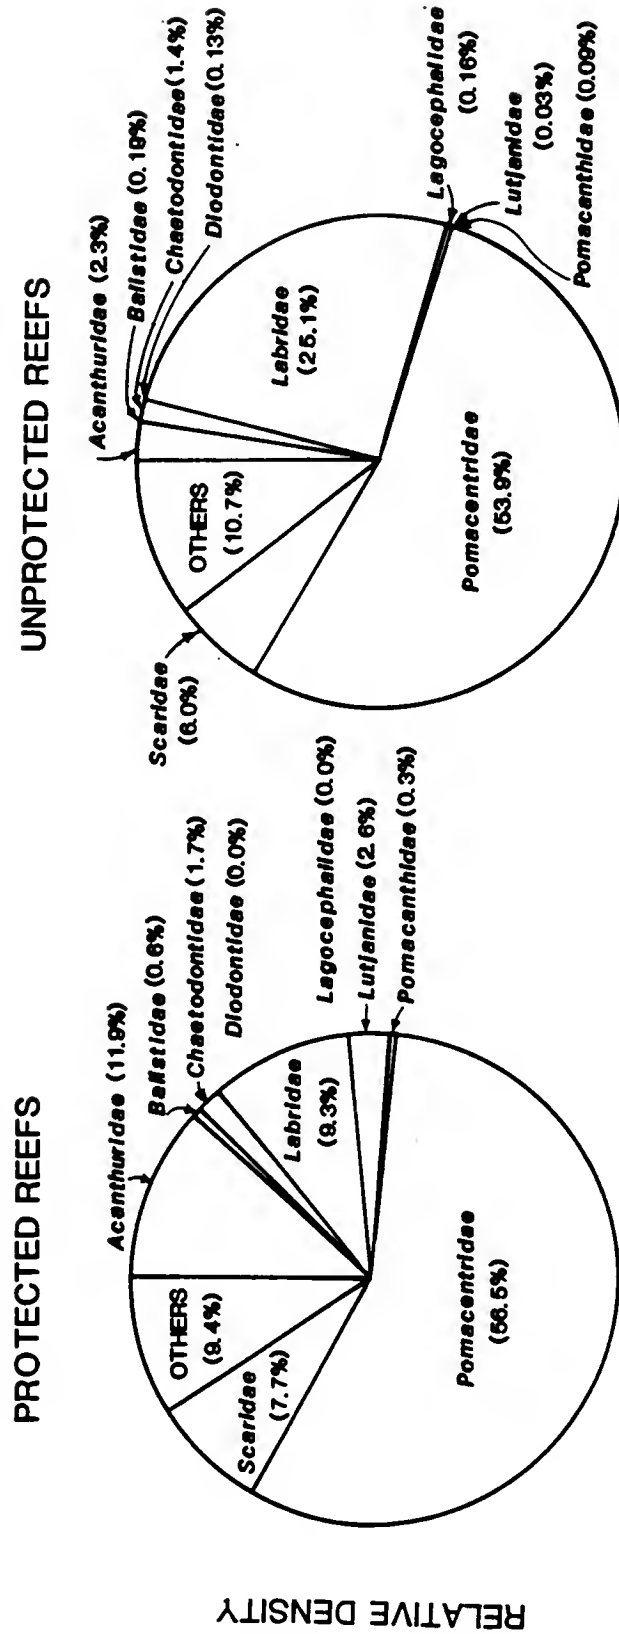 PROTECTED REEFS
Acanthuridae (11.9%)
Balistidae (0.6%)
Chaetodontidae (1.7%)
Diodontidae (0.0%)
Labridae
(9.3%)
Lagocephalidae (0.0%)
Lutjanidae (2.6%)
Pomacanthidae (0.3%)
Pomacentridae
(56.5%)
Scaridae
(7.7%)
OTHERS
(9.4%)
UNPROTECTED REEFS
Acanthuridae (2.3%)
Balistidae (0.19%)
Chaetodontidae (1.4%)
Diodontidae (0.13%)
Labridae
(25.1%)
Lagocephalidae
(0.16%)
Lutjanidae
(0.03%)
Pomacanthidae (0.09%)
Pomacentridae
(53.9%)
Scaridae
(6.0%)
OTHERS
(10.7%)
RELATIVE DENSITY